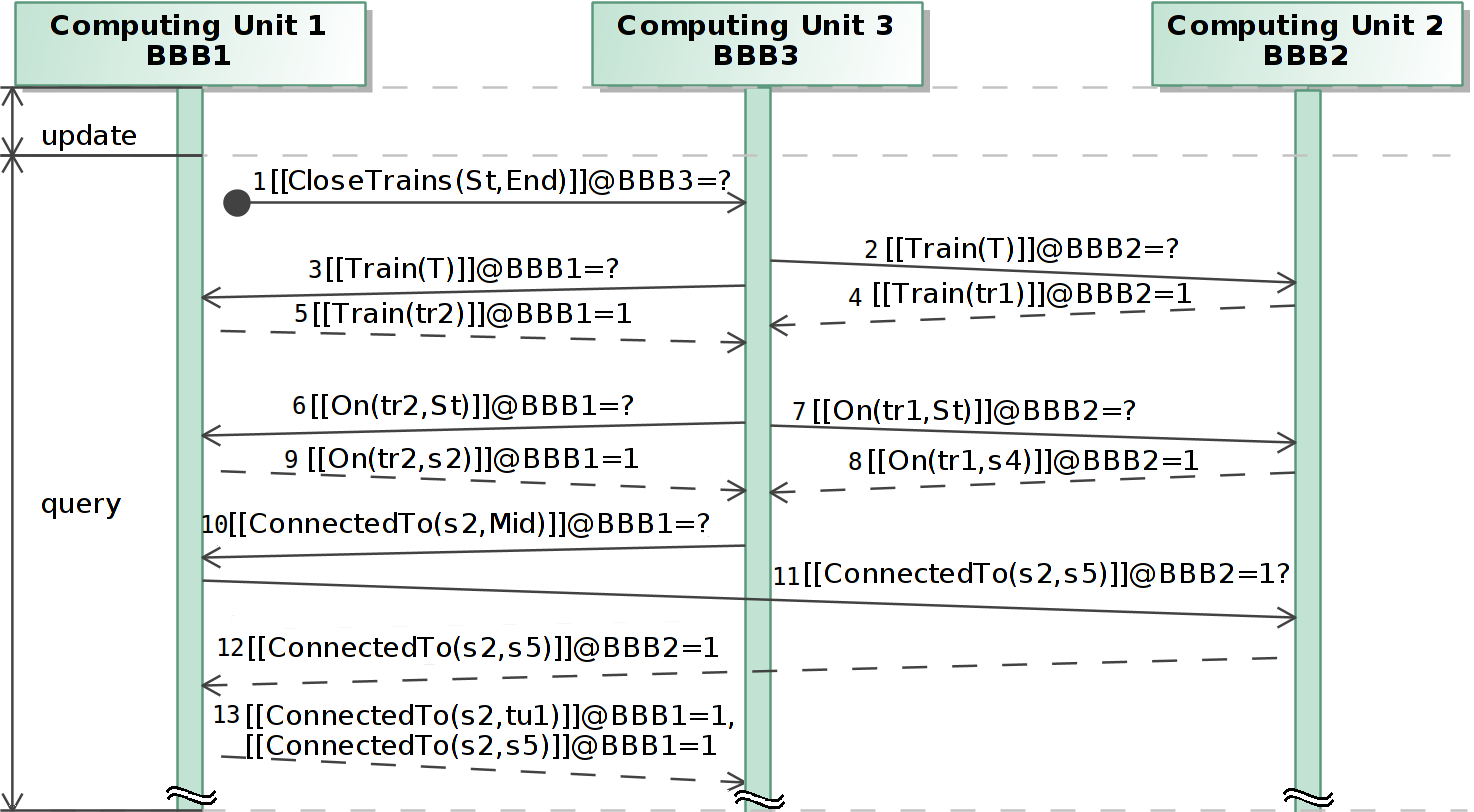 Computing Unit 1
BBB1
Computing Unit 3
BBB3
Computing Unit 2
BBB2
update
1[[CloseTrains(St,End)]]@BBB3=?
2 [[Train(T)]]@BBB2=?
3[[Train(T)]]@BBB1=?
4 [[Train(tr1)]]@BBB2=1
5[[Train(tr2)]]@BBB1=1
6[[On(tr2,St)]]@BBB1=?
7[[On(tr1,St)]]@BBB2=?
9 [[On(tr2,s2)]]@BBB1=1
8[[On(tr1,s4)]]@BBB2=1
query
10[[ConnectedTo(s2,Mid)]]@BBB1=?
11[[ConnectedTo(s2,s5)]]@BBB2=1?
12[[ConnectedTo(s2,s5)]]@BBB2=1
13[[ConnectedTo(s2,tu1)]]@BBB1=1,
[[ConnectedTo(s2,s5)]]@BBB1=1